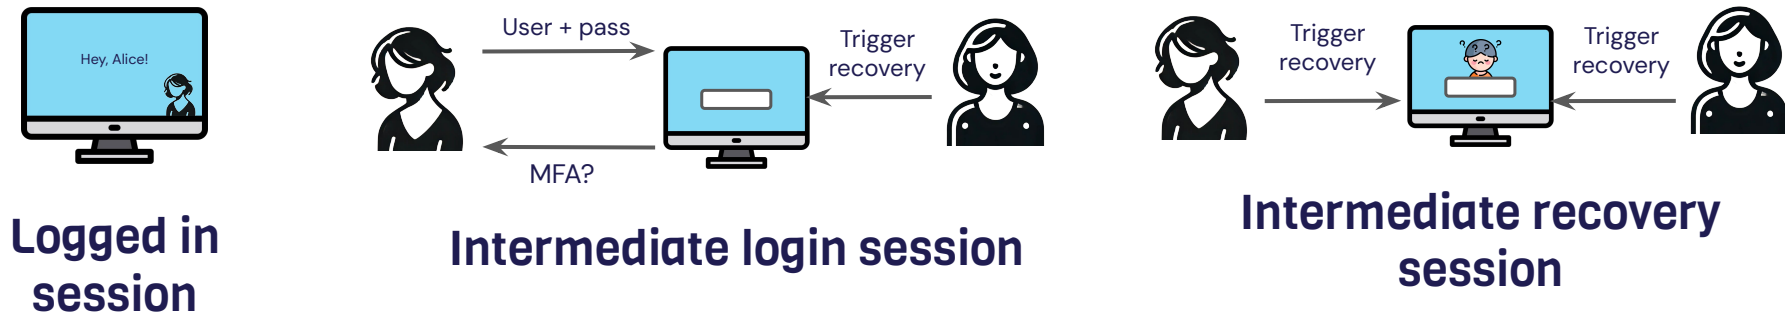 Hey, Alice!
Logged in
session
User + pass
MFA?
Trigger
recovery
Intermediate login session
Trigger
recovery
Trigger
recovery
Intermediate recovery
session